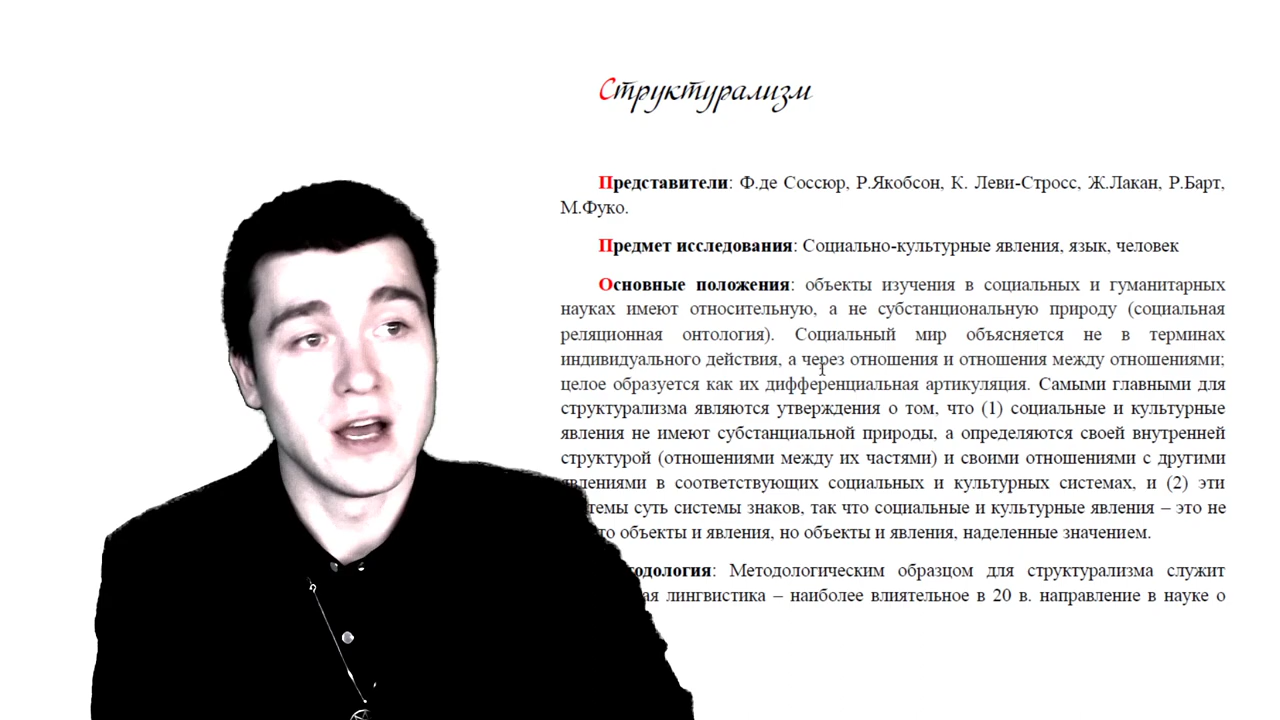 Структурализм
Представители: Ф.де Соссюр, Р.Якобсон, К. Леви-Стросс, Ж.Лакан, Р.Барт,
М.Фуко.
Предмет исследования: Социально-культурные явления, язык, человек
Основные положения: объекты изучения в социальных и гуманитарных
науках имеют относительную, а не субстанциональную природу (социальная
реляционная онтология). Социальный мир объясняется не в терминах
индивидуального действия, а через отношения и отношения между отношениями;
целое образуется как их дифференциальная артикуляция. Самыми главными для
структурализма являются утверждения о том, что (1) социальные и культурные
явления не имеют субстанциальной природы, а определяются своей внутренней
структурой (отношениями между их частями) и своими отношениями с другими
явлениями в соответствующих социальных и культурных системах, и (2) эти
суть системы знаков, так что социальные и культурные явления – это не
объекты и явления, но объекты и явления, наделенные значением.
Методологическим образцом для структурализма служит
лингвистика – наиболее влиятельное в 20 в. направление в науке о